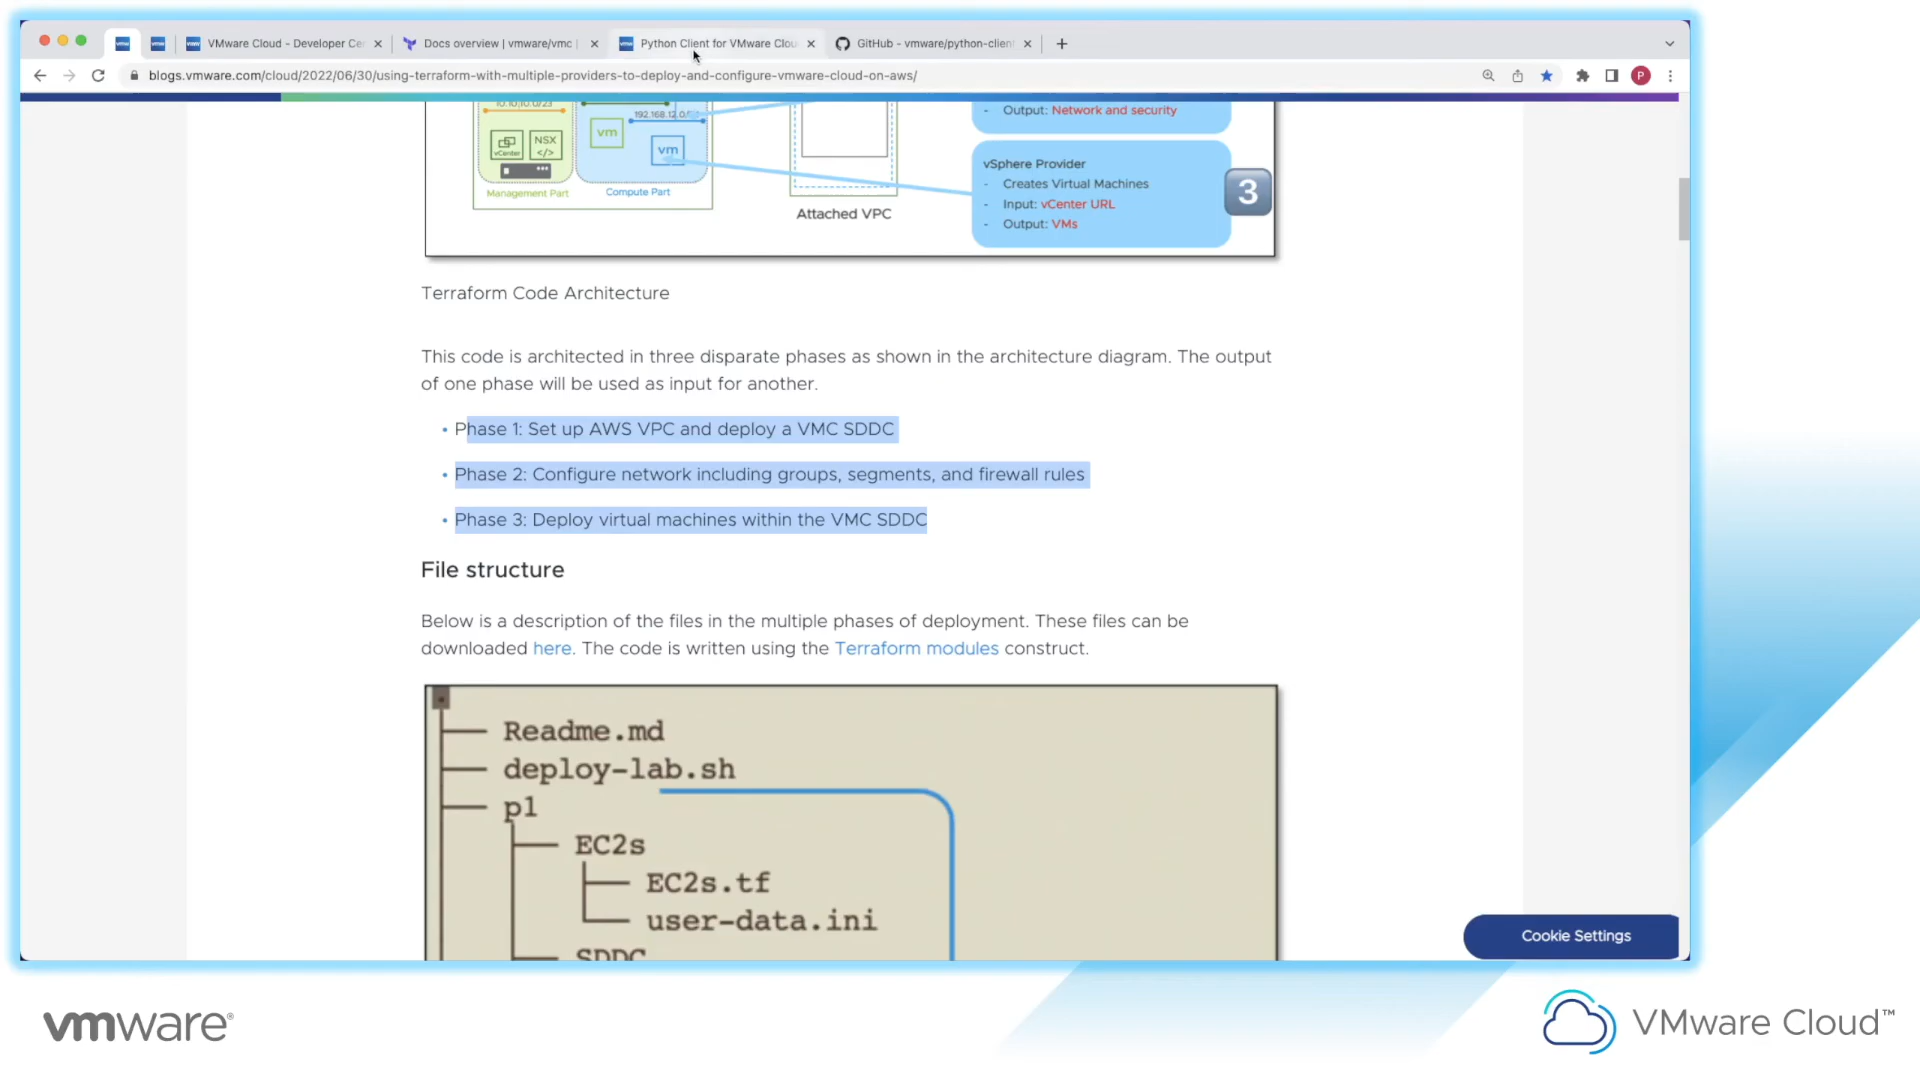 VMware Cloud - Developer Ce
Docs overview | vmware/vmc |
Python Client for VMware Clou
GitHub - vmware/python-client
blogs.vmware.com/cloud/2022/06/30/using-terraform-with-multiple-providers-to-deploy-and-configure-vmware-cloud-on-aws/
P
192.168.12.0/
vCenter
NSX
</>
vm
vm
Management Part
Compute Part
Attached VPC
- Output: Network and security
vSphere Provider
- Creates Virtual Machines
- Input: vCenter URL
- Output: VMs
3
Terraform Code Architecture
This code is architected in three disparate phases as shown in the architecture diagram. The output
of one phase will be used as input for another.
• Phase 1: Set up AWS VPC and deploy a VMC SDDC
• Phase 2: Configure network including groups, segments, and firewall rules
• Phase 3: Deploy virtual machines within the VMC SDDC
File structure
Below is a description of the files in the multiple phases of deployment. These files can be
downloaded here. The code is written using the Terraform modules construct.
Readme.md
deploy-lab.sh
p1
EC2s
EC2s.tf
user-data.ini
SDDC
Cookie Settings
vmware®
VMware Cloud™